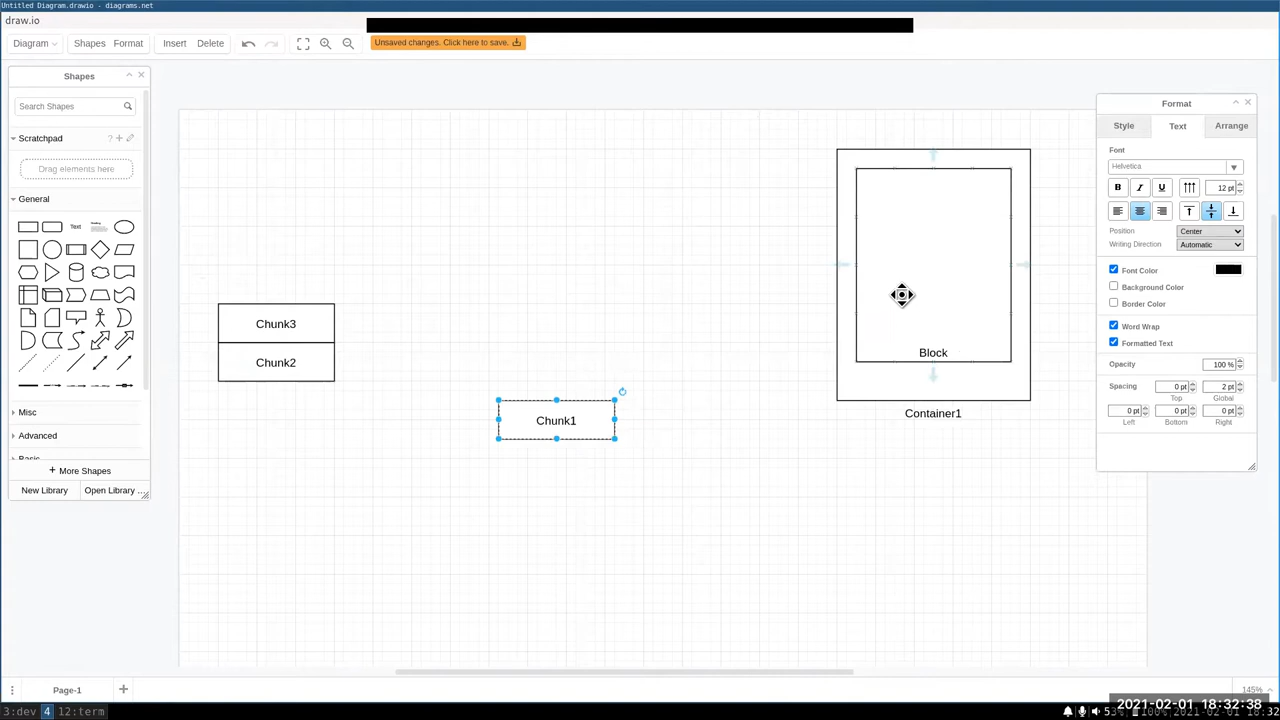 Untitled Diagram.drawio - diagrams.net
draw.io
Diagram
Shapes
Format
Insert
Delete
Unsaved changes. Click here to save.
Shapes
Search Shapes
Scratchpad
?
Drag elements here
General
Text
Heading
Misc
Advanced
Basic
+ More Shapes
New Library
Open Library ...
Chunk3
Chunk2
Chunk1
Block
Container1
Format
Style
Text
Arrange
Font
Helvetica
B
I
U
12 pt
Position
Center
Writing Direction
Automatic
Font Color
Background Color
Border Color
Word Wrap
Formatted Text
Opacity
100 %
Spacing
0 pt
2 pt
Top
Global
0 pt
0 pt
0 pt
Left
Bottom
Right
Page-1
145%
2021-02-01 18:32:38
3:dev
4
12:term